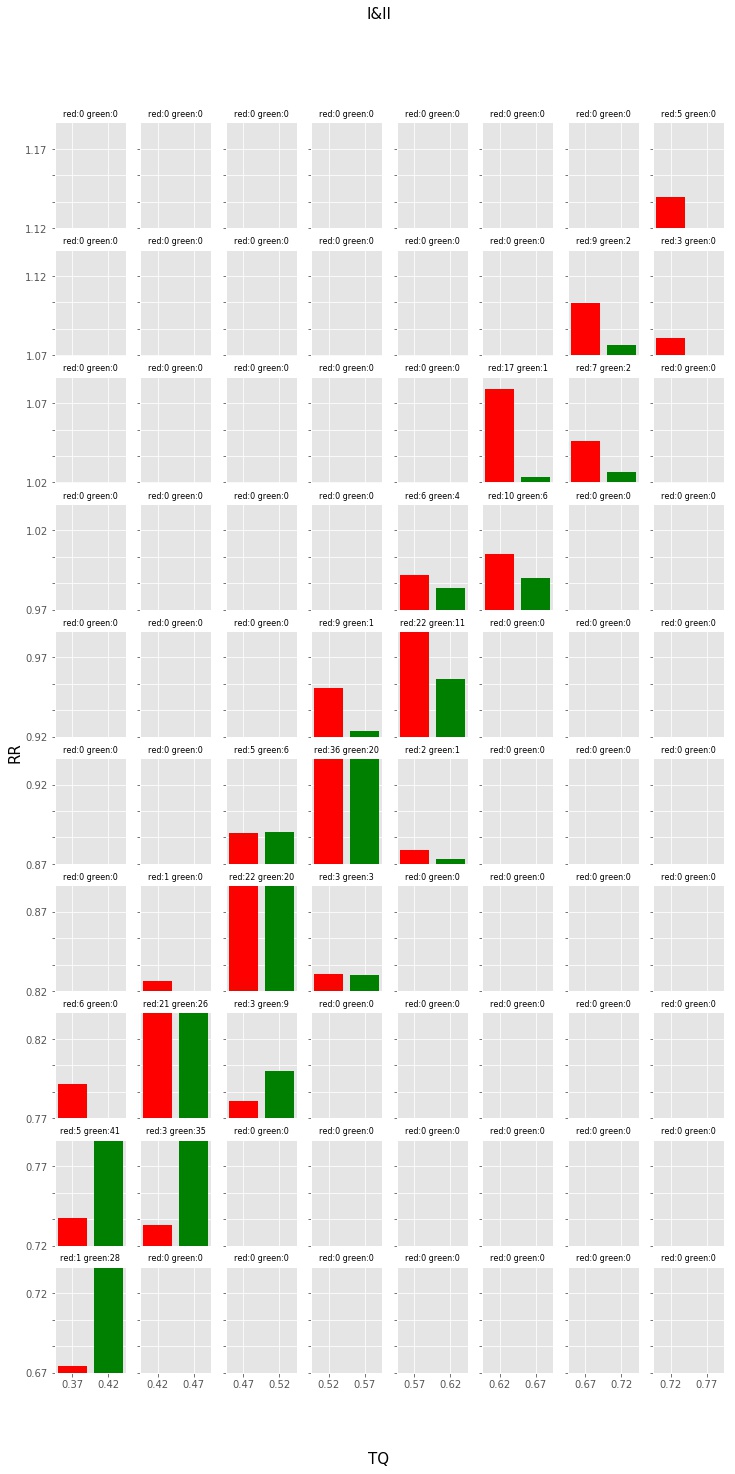 I&II
red:0 green:0 red:0 green:0 red:0 green:0 red:0 green:0 red:0 green:0 red:0 green:0 red:0 green:0 red:5 green:0
1.17
1.12
red:0 green:0 red:0 green:0 red:0 green:0 red:0 green:0 red:0 green:0 red:0 green:0 red:9 green:2 red:3 green:0
1.12
1.07
red:0 green:0 red:0 green:0 red:0 green:0 red:0 green:0 red:0 green:0 red:17 green:1 red:7 green:2 red:0 green:0
1.07
1.02
red:0 green:0 red:0 green:0 red:0 green:0 red:0 green:0 red:6 green:4 red:10 green:6 red:0 green:0 red:0 green:0
1.02
0.97
red:0 green:0 red:0 green:0 red:0 green:0 red:9 green:1 red:22 green:11 red:0 green:0 red:0 green:0 red:0 green:0
0.97
0.92
RR
red:0 green:0 red:0 green:0 red:5 green:6 red:36 green:20 red:2 green:1 red:0 green:0 red:0 green:0 red:0 green:0
0.92
0.87
red:0 green:0 red:1 green:0 red:22 green:20 red:3 green:3 red:0 green:0 red:0 green:0 red:0 green:0 red:0 green:0
0.87
0.82
red:6 green:0 red:21 green:26 red:3 green:9 red:0 green:0 red:0 green:0 red:0 green:0 red:0 green:0 red:0 green:0
0.82
0.77
red:5 green:41 red:3 green:35 red:0 green:0 red:0 green:0 red:0 green:0 red:0 green:0 red:0 green:0 red:0 green:0
0.77
0.72
red:1 green:28 red:0 green:0 red:0 green:0 red:0 green:0 red:0 green:0 red:0 green:0 red:0 green:0 red:0 green:0
0.72
0.67
0.37 0.42 0.42 0.47 0.47 0.52 0.52 0.57 0.57 0.62 0.62 0.67 0.67 0.72 0.72 0.77
TQ